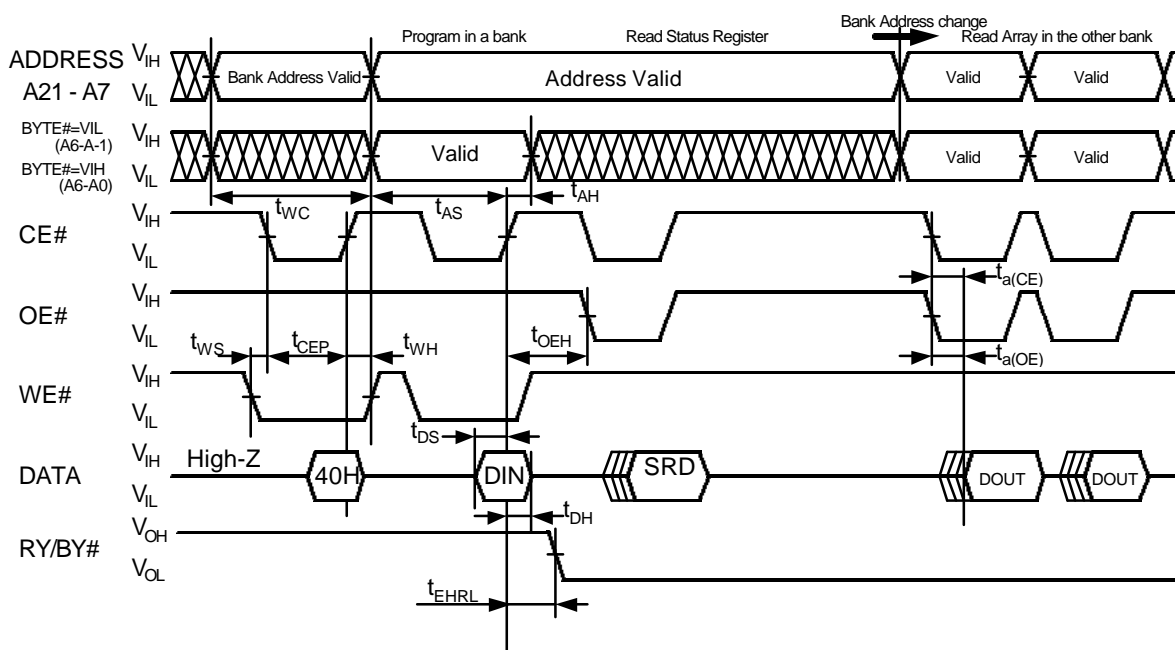 Bank Address change
Program in a bank Read Status Register Read Array in the other bank
ADDRESS VIH
Bank Address Valid Address Valid Valid Valid
A21 - A7 VIL
BYTE#=VIL VIH
(A6-A-1)
Valid Valid Valid
BYTE#=VIH VIL
(A6-A0)
tWC tAS tAH
VIH
CE#
VIL
ta(CE)
VIH
OE#
VIL
tWS tCEP tWH tOEH ta(OE)
VIH
WE#
VIL
tDS
VIH High-Z
DATA 40H DIN SRD DOUT DOUT
VIL
tDH
VOH
RY/BY#
VOL
tEHRL